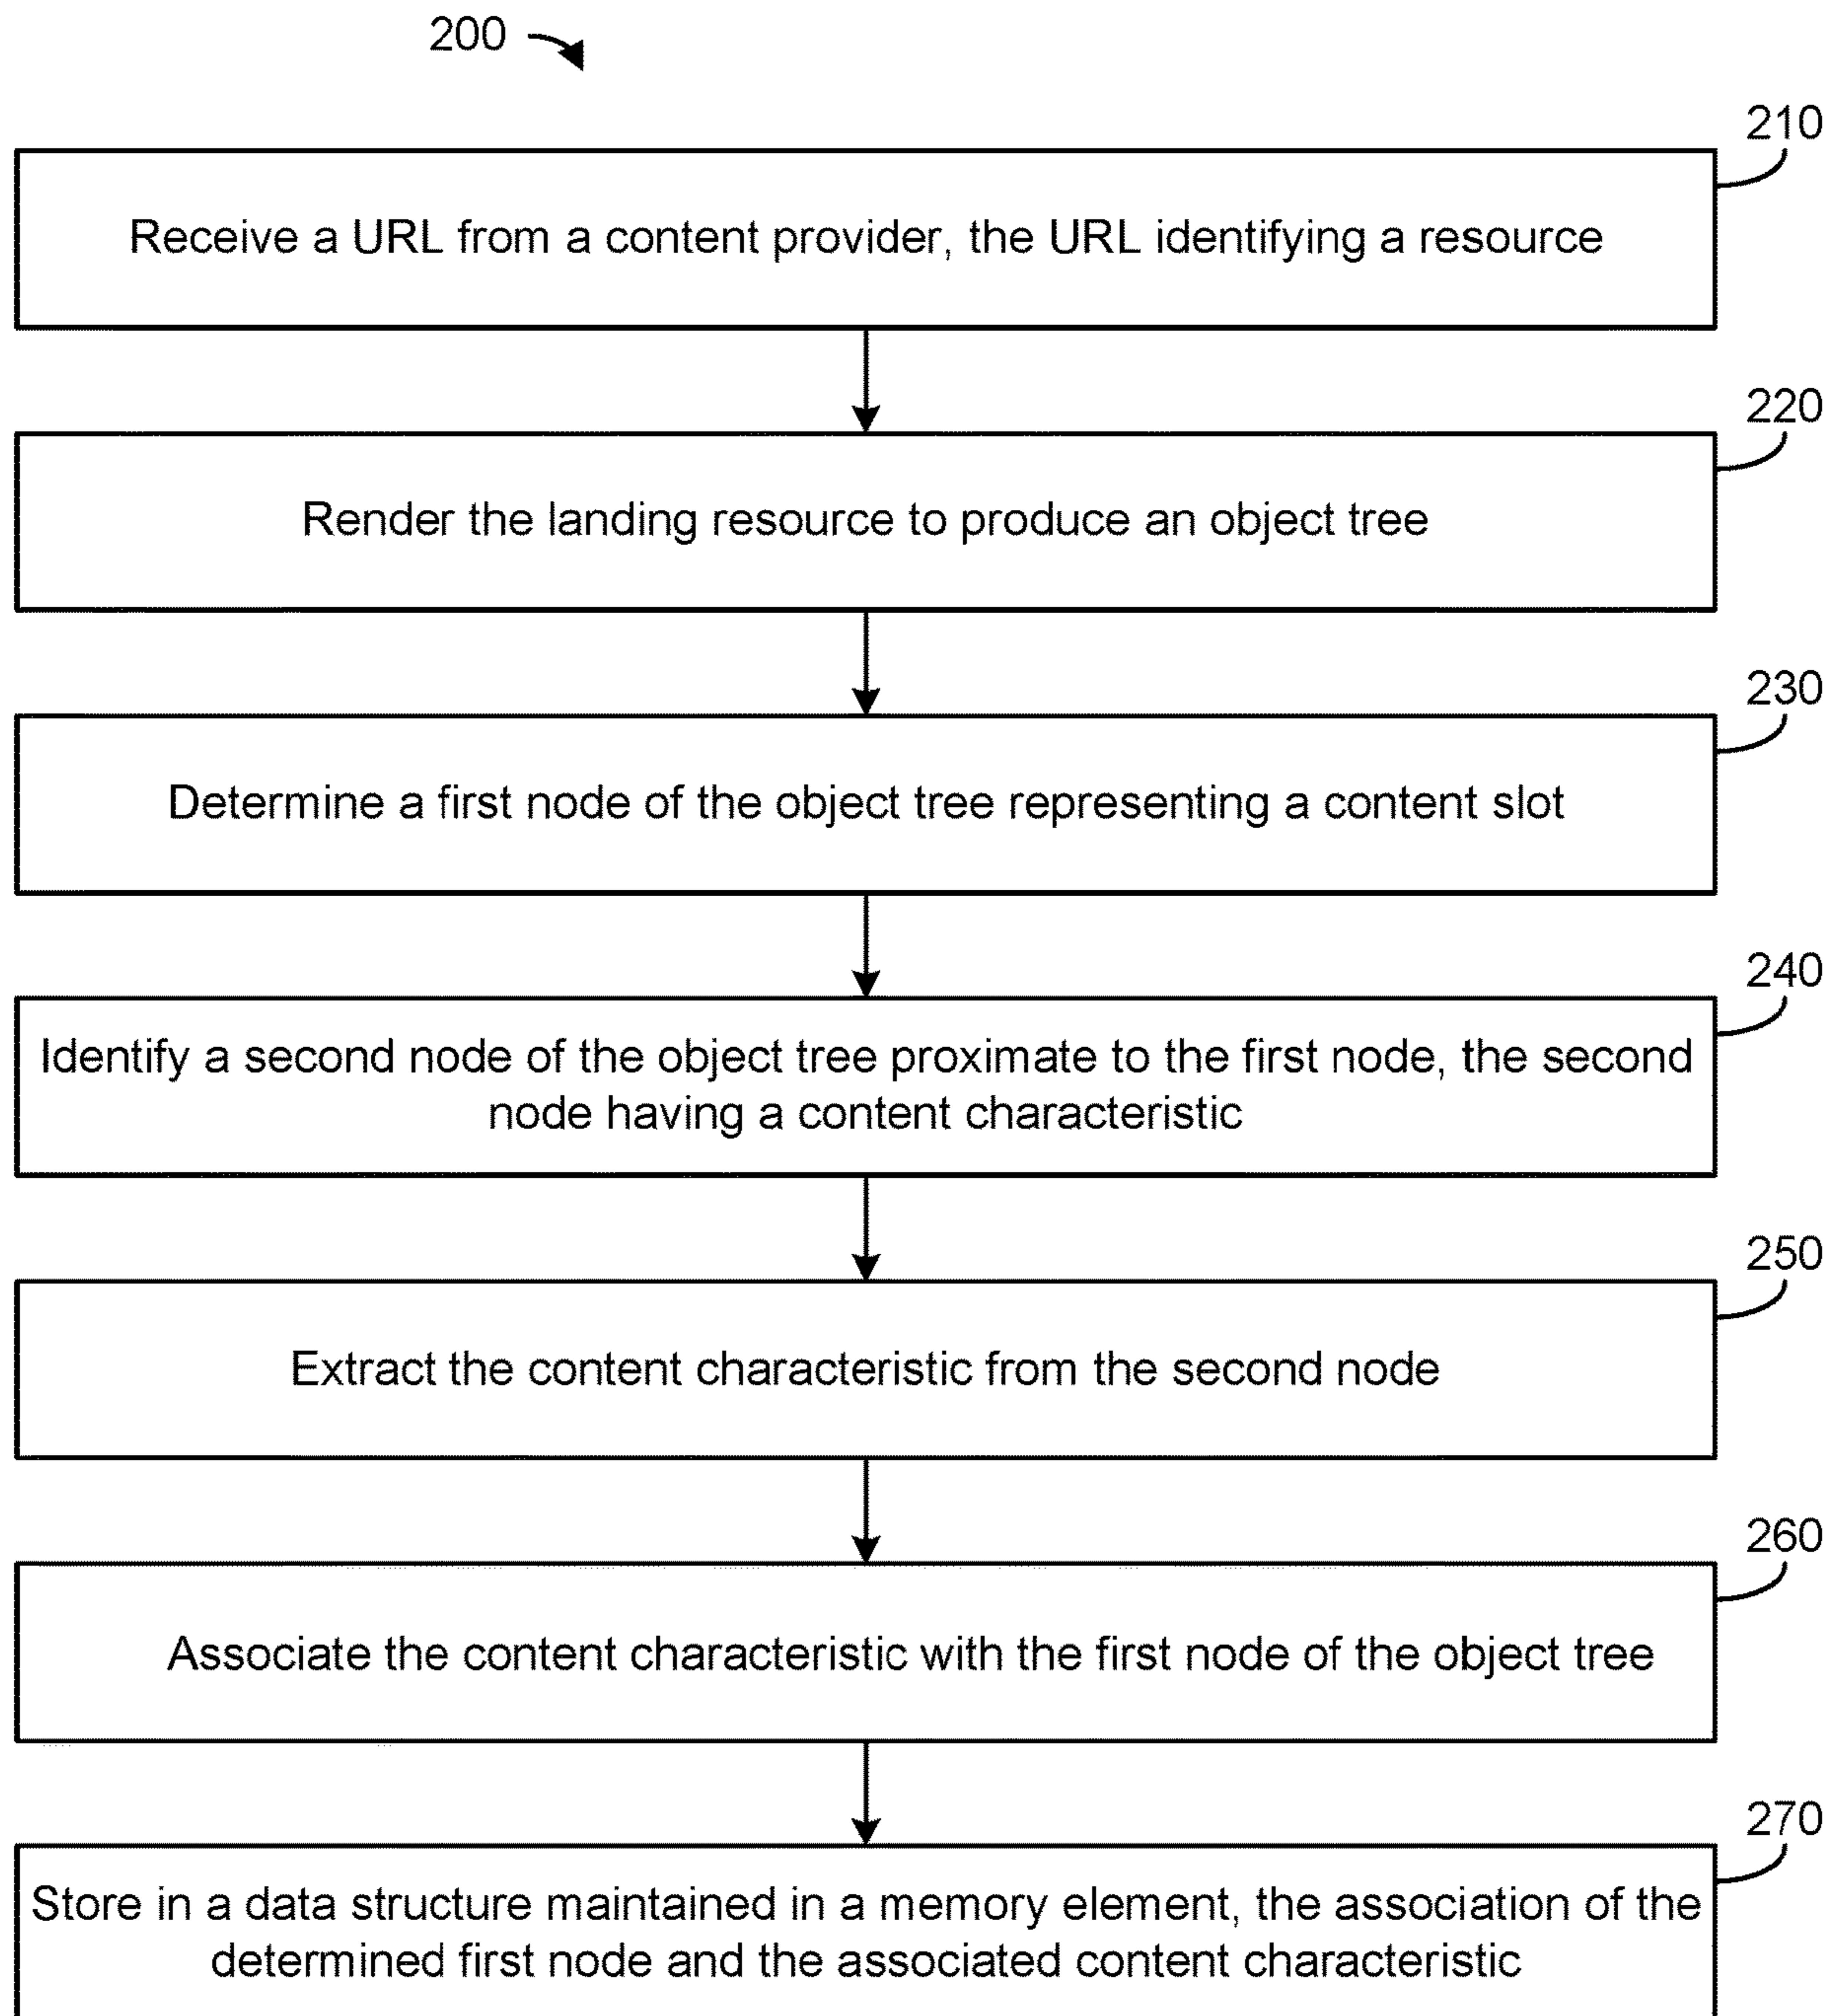 200
210
Receive a URL from a content provider, the URL identifying a resource
220
Render the landing resource to produce an object tree
230
Determine a first node of the object tree representing a content slot
240
Identify a second node of the object tree proximate to the first node, the second
node having a content characteristic
250
Extract the content characteristic from the second node
260
Associate the content characteristic with the first node of the object tree
270
Store in a data structure maintained in a memory element, the association of the
determined first node and the associated content characteristic